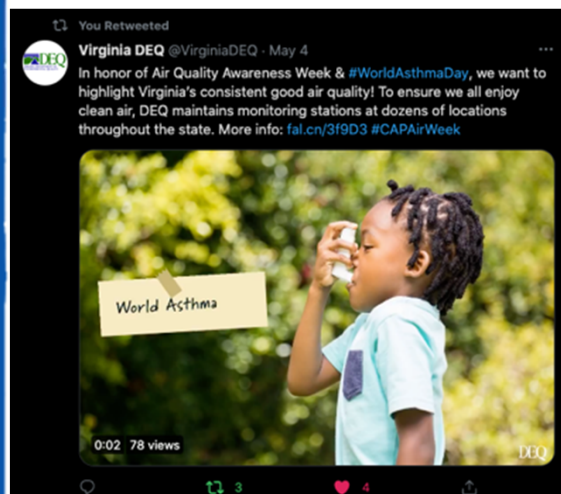 You Retweeted
Virginia DEQ @VirginiaDEQ · May 4
In honor of Air Quality Awareness Week & #WorldAsthmaDay, we want to
highlight Virginia's consistent good air quality! To ensure we all enjoy
clean air, DEQ maintains monitoring stations at dozens of locations
throughout the state. More info: fal.cn/3f9D3 #CAPAirWeek
DEQ
World Asthma
0:02 78 views
DEQ
3
4